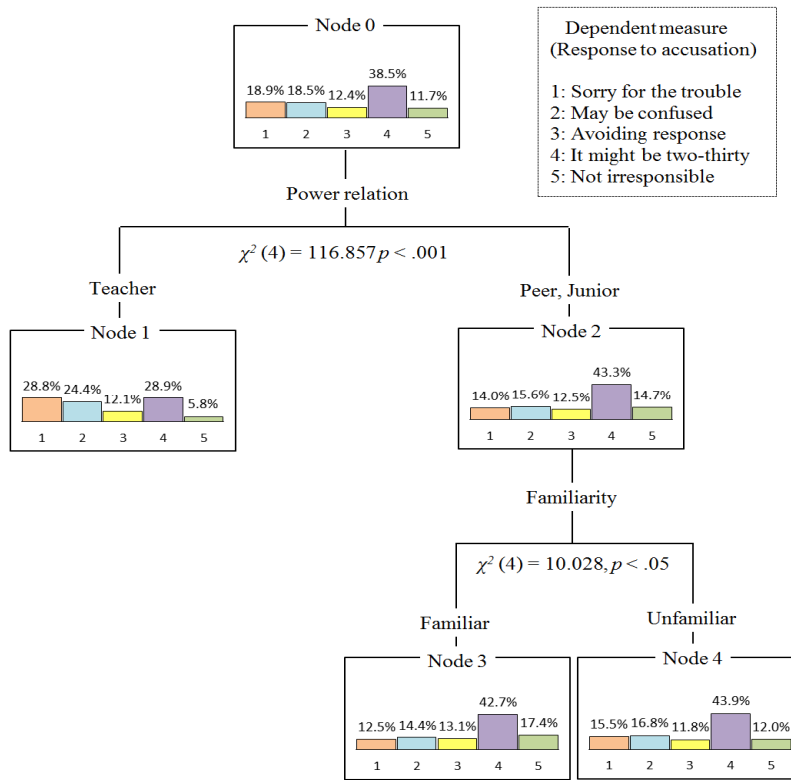 Node 0
18.9% 18.5% 12.4% 38.5% 11.7%
1 2 3 4 5
Dependent measure
(Response to accusation)
1: Sorry for the trouble
2: May be confused
3: Avoiding response
4: It might be two-thirty
5: Not irresponsible
Power relation
χ² (4) = 116.857 p < .001
Teacher
Peer, Junior
Node 1
28.8% 24.4% 12.1% 28.9% 5.8%
1 2 3 4 5
Node 2
14.0% 15.6% 12.5% 43.3% 14.7%
1 2 3 4 5
Familiarity
χ² (4) = 10.028, p < .05
Familiar
Unfamiliar
Node 3
12.5% 14.4% 13.1% 42.7% 17.4%
1 2 3 4 5
Node 4
15.5% 16.8% 11.8% 43.9% 12.0%
1 2 3 4 5